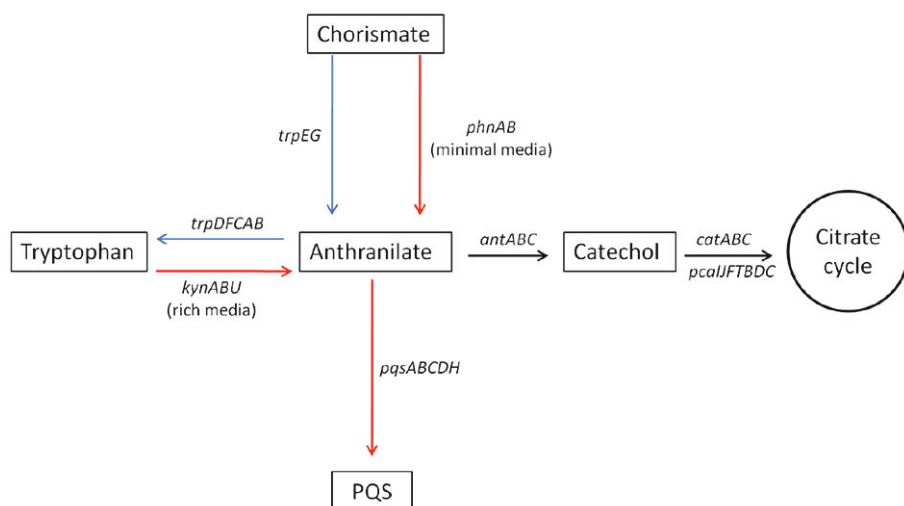 Chorismate
trpEG
phnAB
(minimal media)
trpDFCAB
Tryptophan
Anthranilate
kynABU
(rich media)
antABC
Catechol
catABC
pcaIJFTBDC
Citrate
cycle
pqsABCDH
PQS